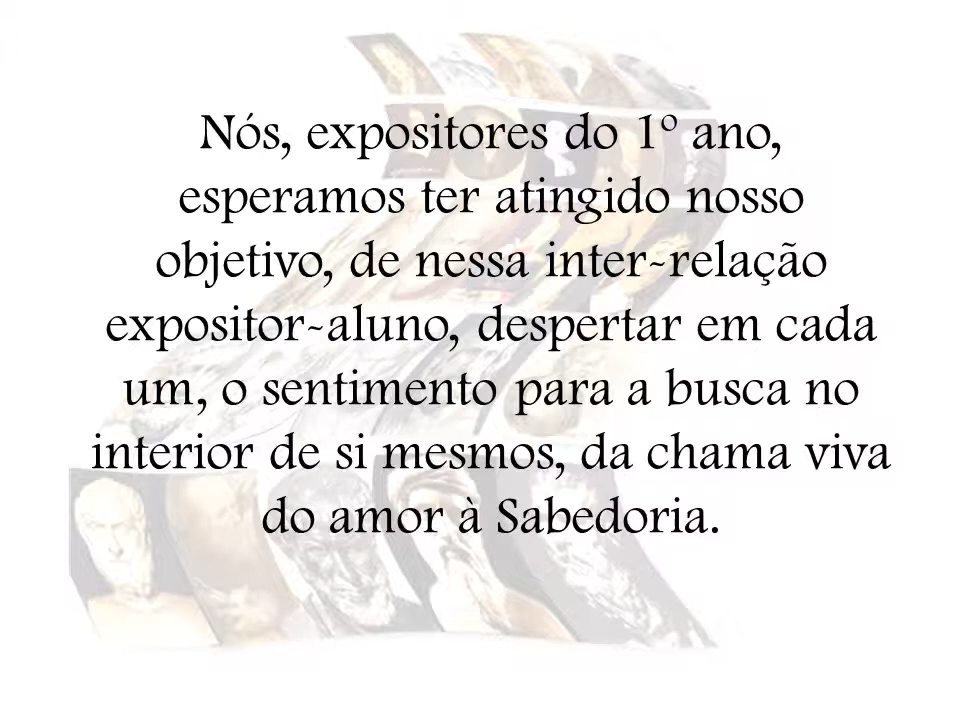 Nós, expositores do 1º ano,
esperamos ter atingido nosso
objetivo, de nessa inter-relação
expositor-aluno, despertar em cada
um, o sentimento para a busca no
interior de si mesmos, da chama viva
do amor à Sabedoria.